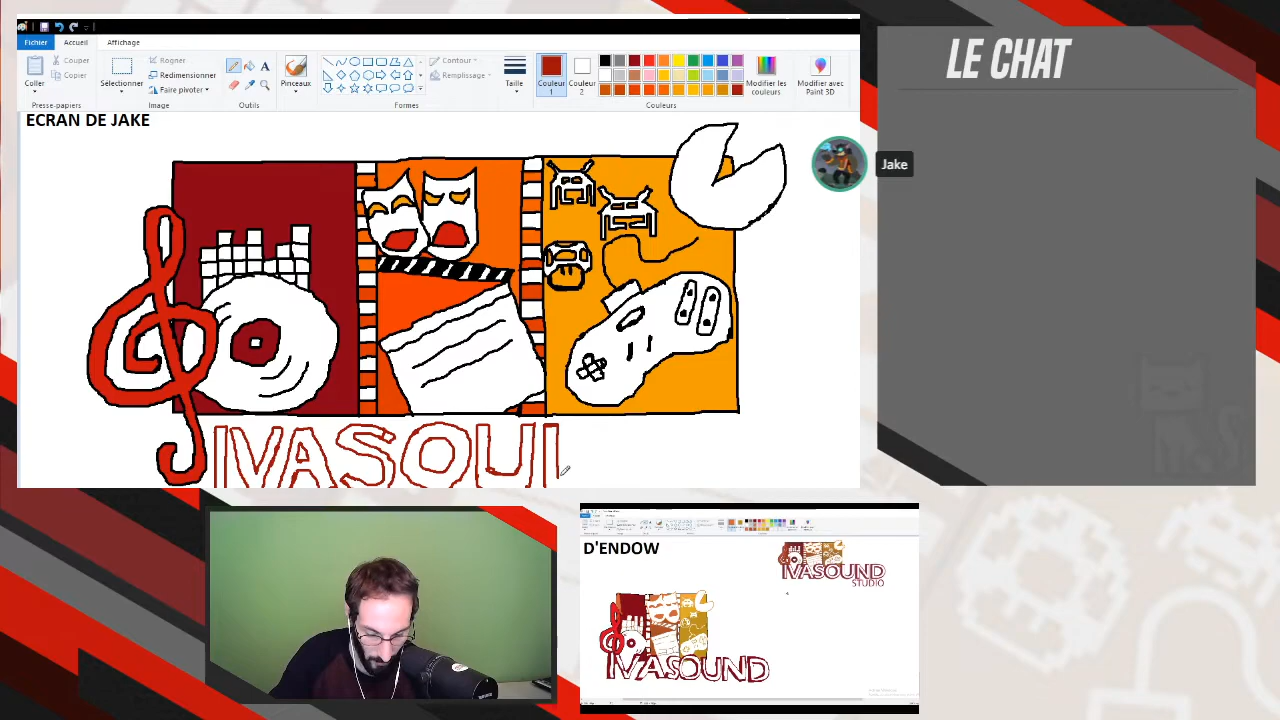 Fichier Accueil Affichage
Couper
Copier
Coller
Presse-papiers
Sélectionner
Rogner
Redimensionner
Faire pivoter
Image
A
Outils
Pinceaux
Contour
Remplissage
Formes
Taille
Couleur 1
Couleur 2
Modifier les couleurs
Modifier avec Paint 3D
Couleurs
ECRAN DE JAKE
IVASOU
LE CHAT
Jake
D'ENDOW
IVASOUND
STUDIO
IVASOUND